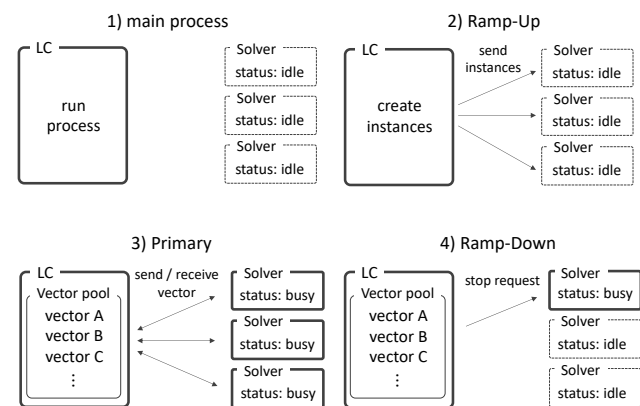 1) main process
LC
run
process
Solver
status: idle
Solver
status: idle
Solver
status: idle
2) Ramp-Up
LC
create
instances
send
instances
Solver
status: idle
Solver
status: idle
Solver
status: idle
3) Primary
LC
Vector pool
vector A
vector B
vector C
⋮
send / receive
vector
Solver
status: busy
Solver
status: busy
Solver
status: busy
4) Ramp-Down
LC
Vector pool
vector A
vector B
vector C
⋮
stop request
Solver
status: busy
Solver
status: idle
Solver
status: idle